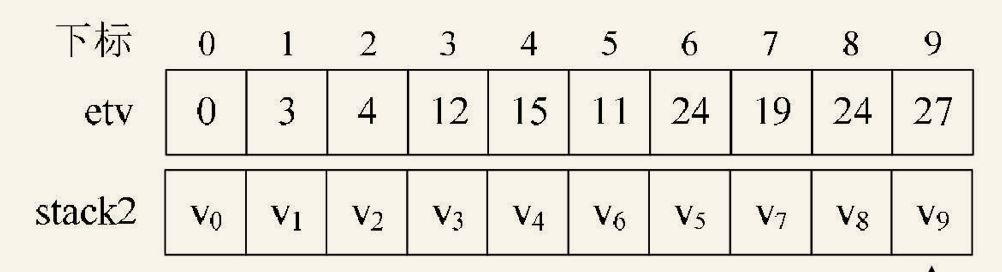 下标 0 1 2 3 4 5 6 7 8 9
etv 0 3 4 12 15 11 24 19 24 27
stack2 v₀ v₁ v₂ v₃ v₄ v₆ v₅ v₇ v₈ v₉